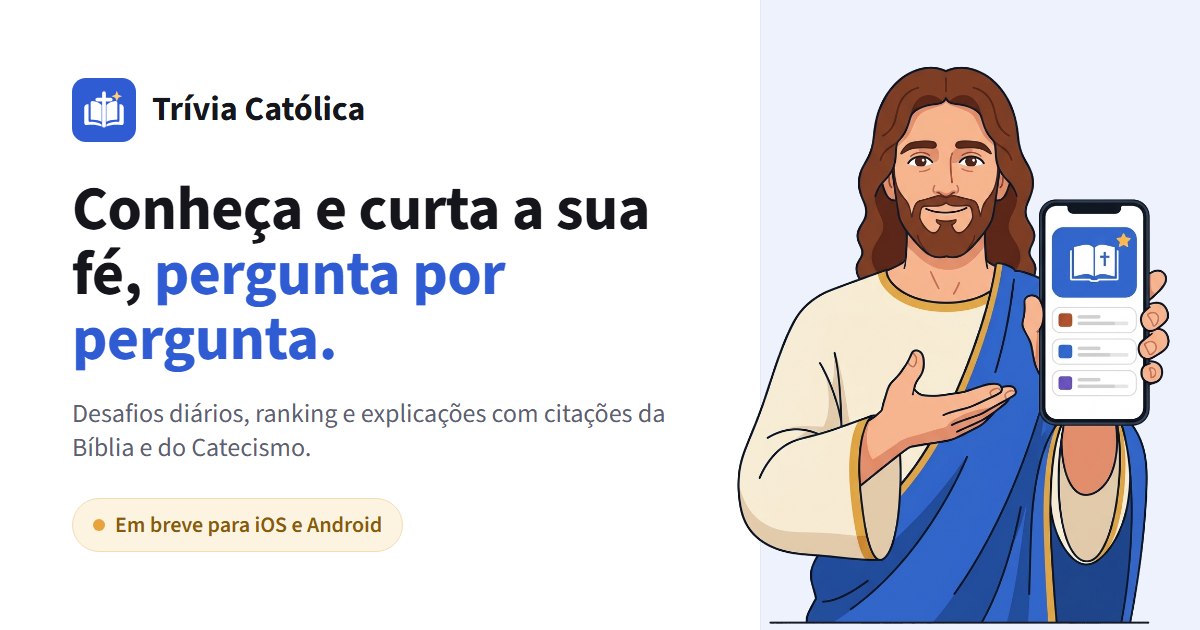 Trívia Católica
Conheça e curta a sua
fé, pergunta por
pergunta.
Desafios diários, ranking e explicações com citações da
Bíblia e do Catecismo.
Em breve para iOS e Android